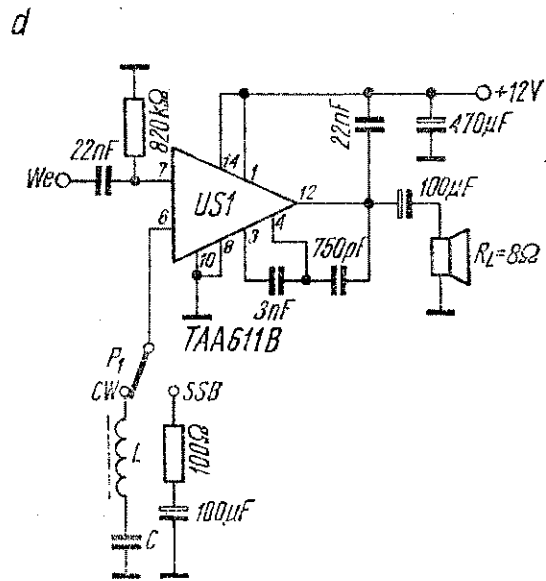 d
+12V
820kΩ
22nF
470µF
22nF
We
7
14
1
US1
12
100µF
6
4
10
8
3
750pf
R_L=8Ω
3nF
TAA611B
P1
CW
SSB
L
100Ω
100µF
C